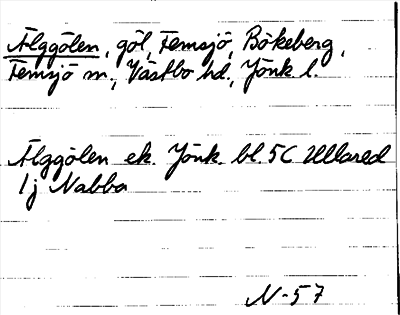 Älggölen, göl, Femsjö, Bökeberg,
Femsjö sn., Västbo hd., Jönk. l.
Älggölen ek. Jönk. bl. 5C Ullared
1j Nabba
N-57